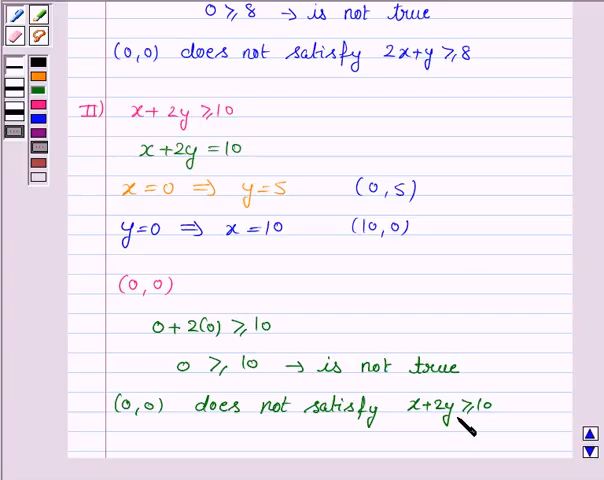 0 ⩾ 8 → is not true
(0,0) does not satisfy 2x+y ⩾ 8
II) x+2y ⩾ 10
x+2y = 10
x=0 ⟹ y=5 (0,5)
y=0 ⟹ x=10 (10,0)
(0,0)
0+2(0) ⩾ 10
0 ⩾ 10 → is not true
(0,0) does not satisfy x+2y ⩾ 10